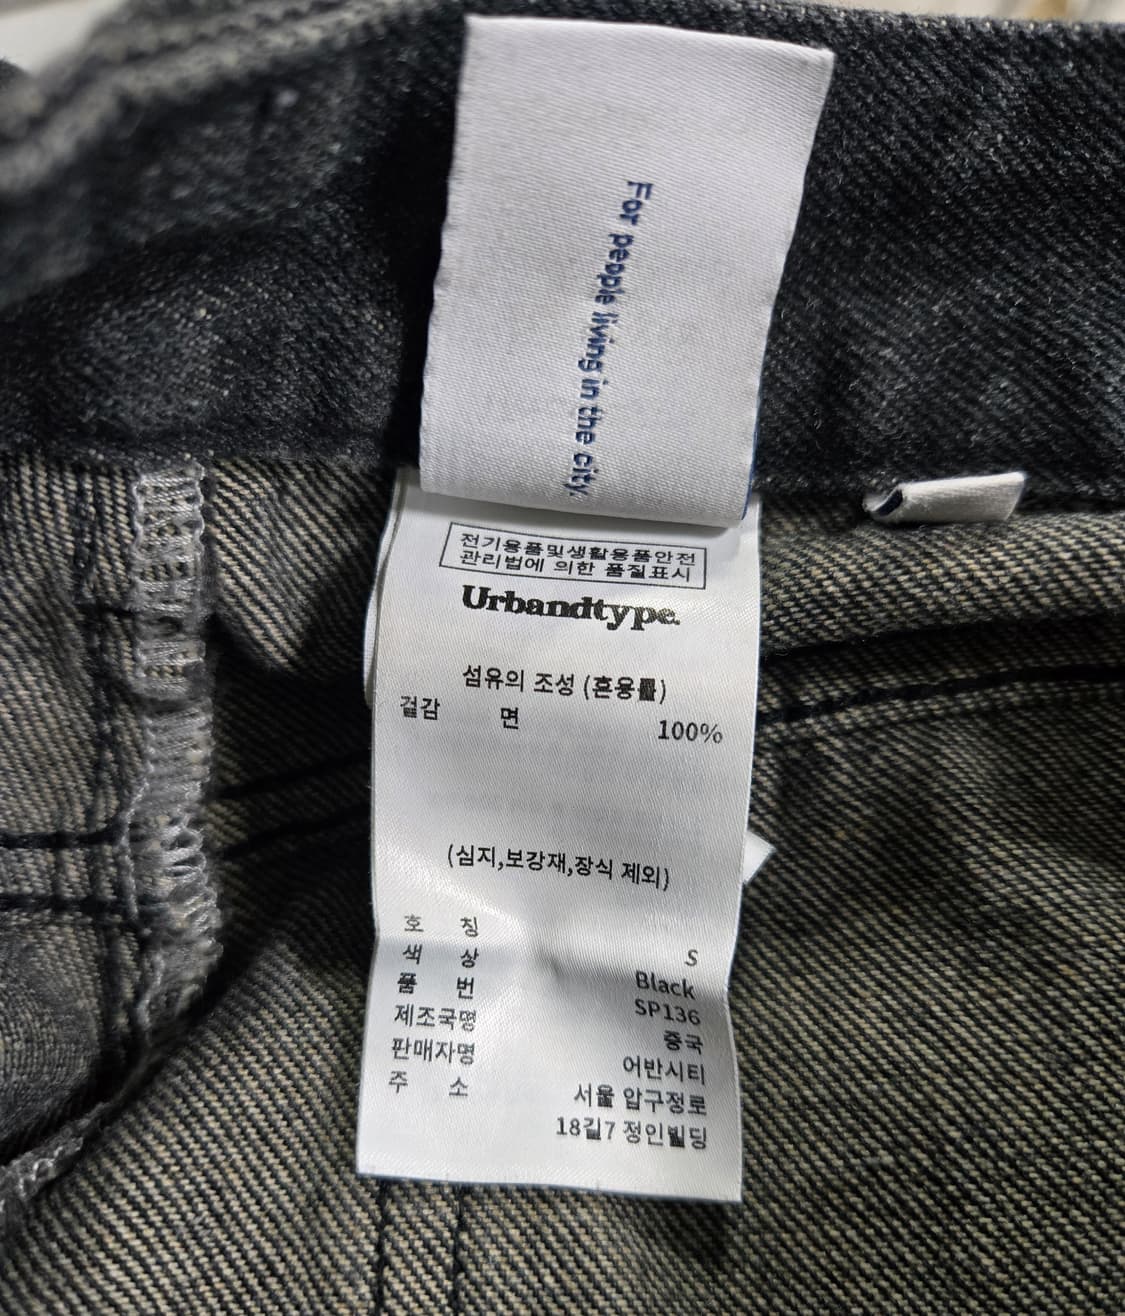 For people living in the city.
전기용품및생활용품안전
관리법에 의한 품질표시
Urbandtype.
섬유의 조성 (혼용률)
겉감 면 100%
(심지,보강재,장식 제외)
호 칭 S
색 상 Black
품 번 SP136
제조국명 중국
판매자명 어반시티
주 소 서울 압구정로
18길7 정인빌딩